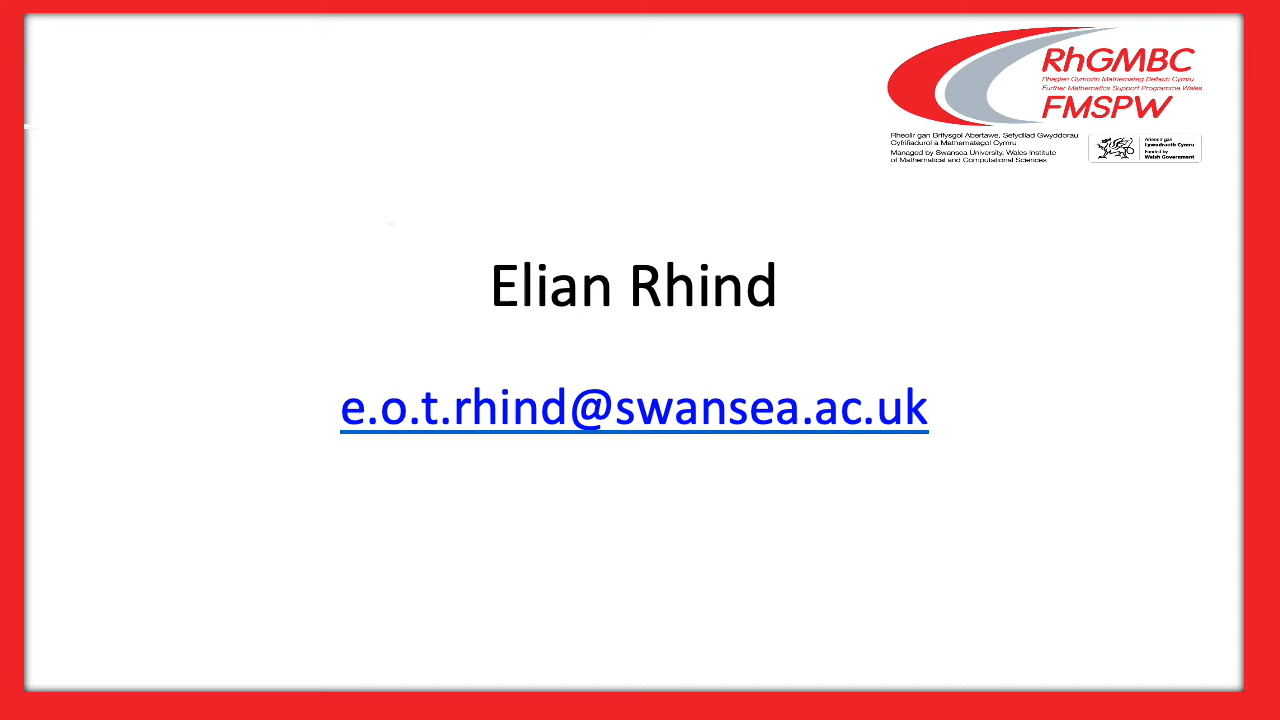 RhGMBC
Rhaglen Gymorth Mathemateg Bellach Cymru
Further Mathematics Support Programme Wales
FMSPW
Rheolir gan Brifysgol Abertawe, Sefydliad Gwyddorau
Cyfrifiadurol a Mathemategol Cymru
Managed by Swansea University, Wales Institute
of Mathematical and Computational Sciences
Ariennir gan
Lywodraeth Cymru
Funded by
Welsh Government
Elian Rhind
e.o.t.rhind@swansea.ac.uk